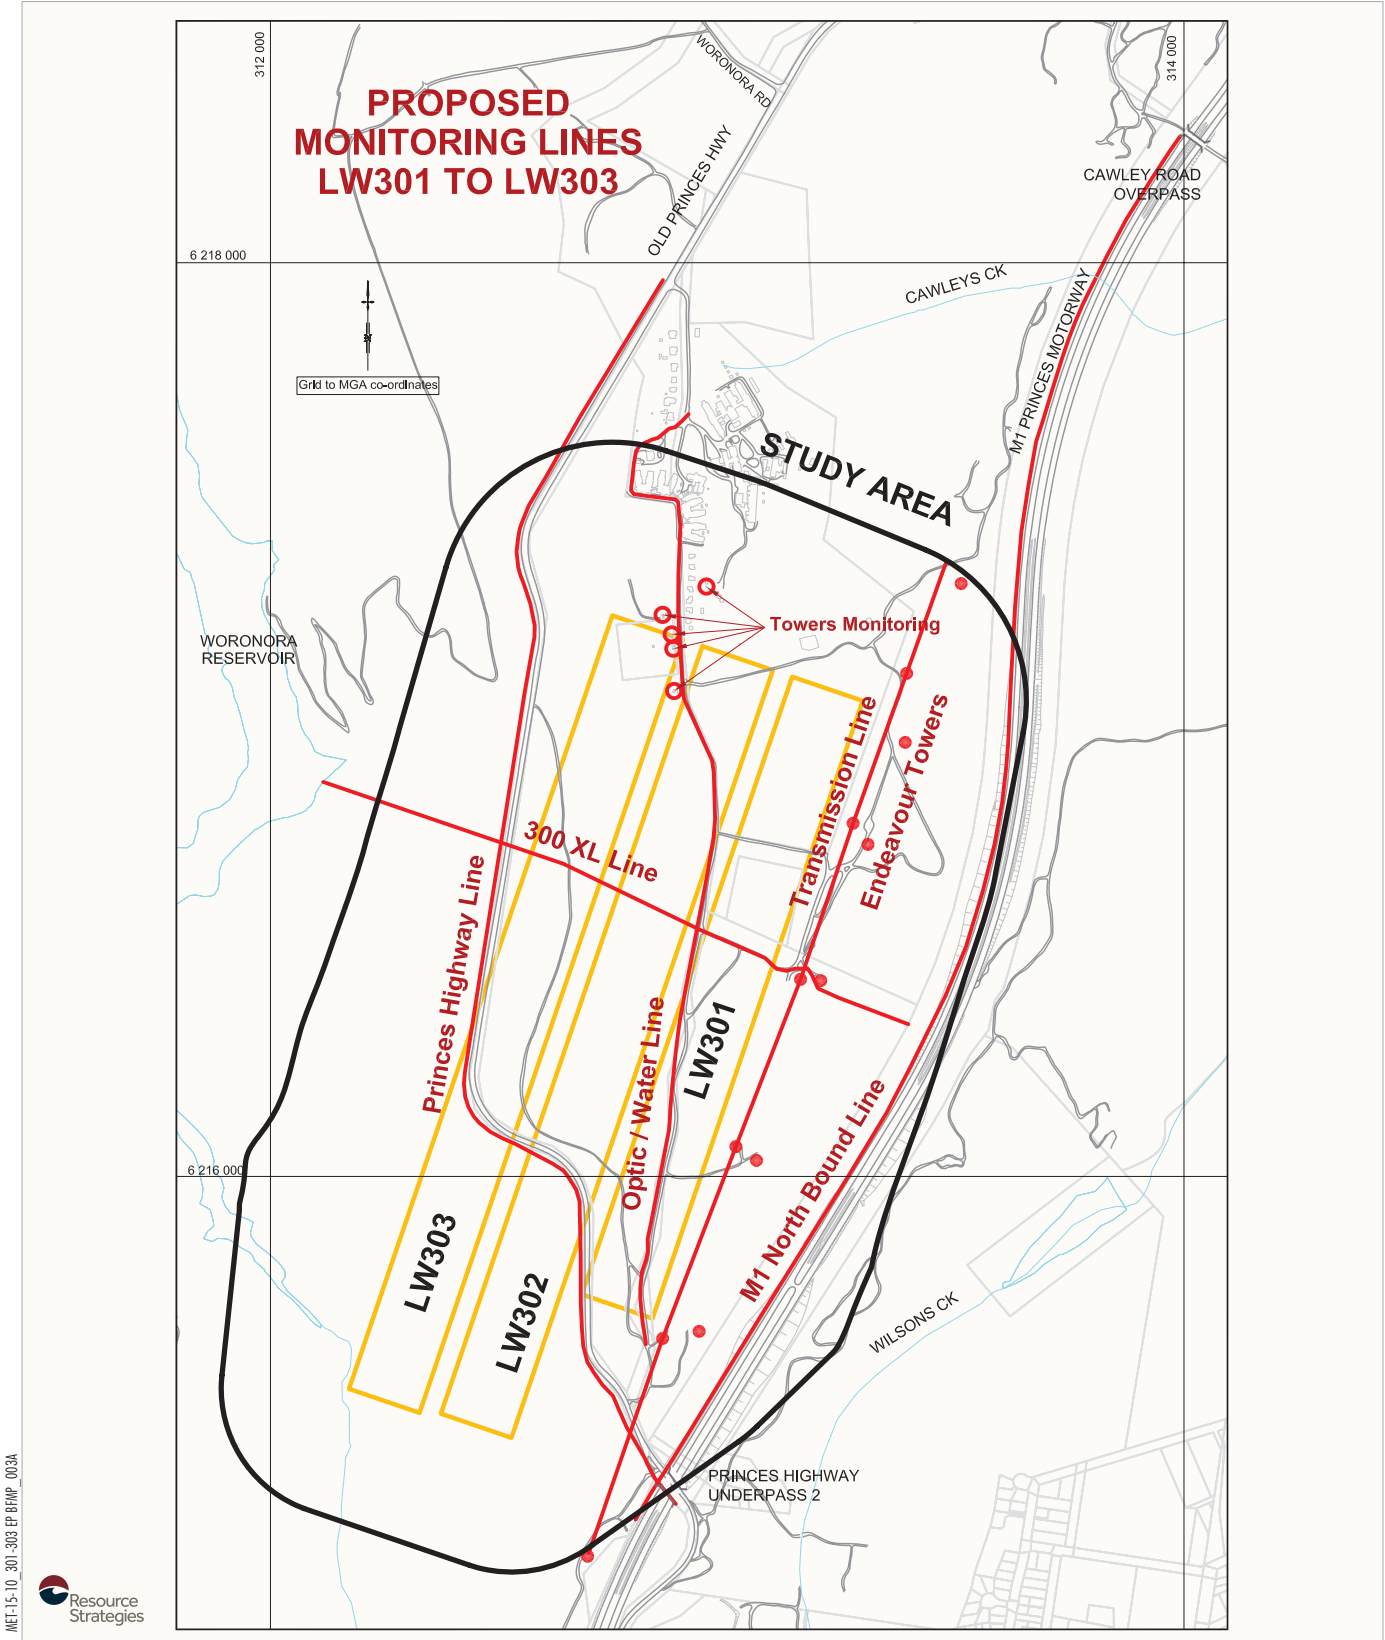 312 000
314 000
WORONORA RD
PROPOSED
MONITORING LINES
LW301 TO LW303
OLD PRINCES HWY
CAWLEY ROAD
OVERPASS
6 218 000
CAWLEYS CK
M1 PRINCES MOTORWAY
N
Grid to MGA co-ordinates
STUDY AREA
Towers Monitoring
WORONORA
RESERVOIR
Transmission Line
Endeavour Towers
300 XL Line
Princes Highway Line
Optic / Water Line
LW301
M1 North Bound Line
6 216 000
LW303
LW302
WILSONS CK
PRINCES HIGHWAY
UNDERPASS 2
MET-15-10_301-303 EP BFMP_003A
Resource
Strategies